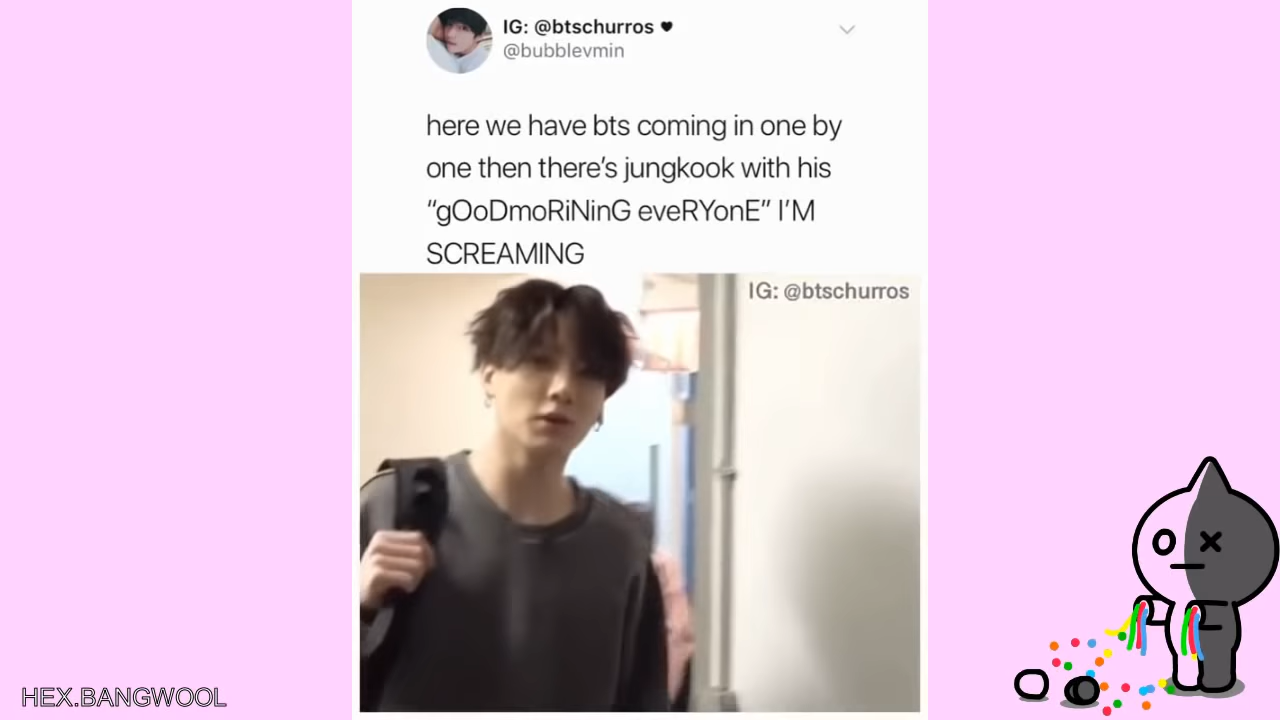 IG: @btschurros ♥
@bubblevmin
here we have bts coming in one by
one then there's jungkook with his
“gOoDmoRiNinG eveRYonE” I'M
SCREAMING
IG: @btschurros
HEX.BANGWOOL